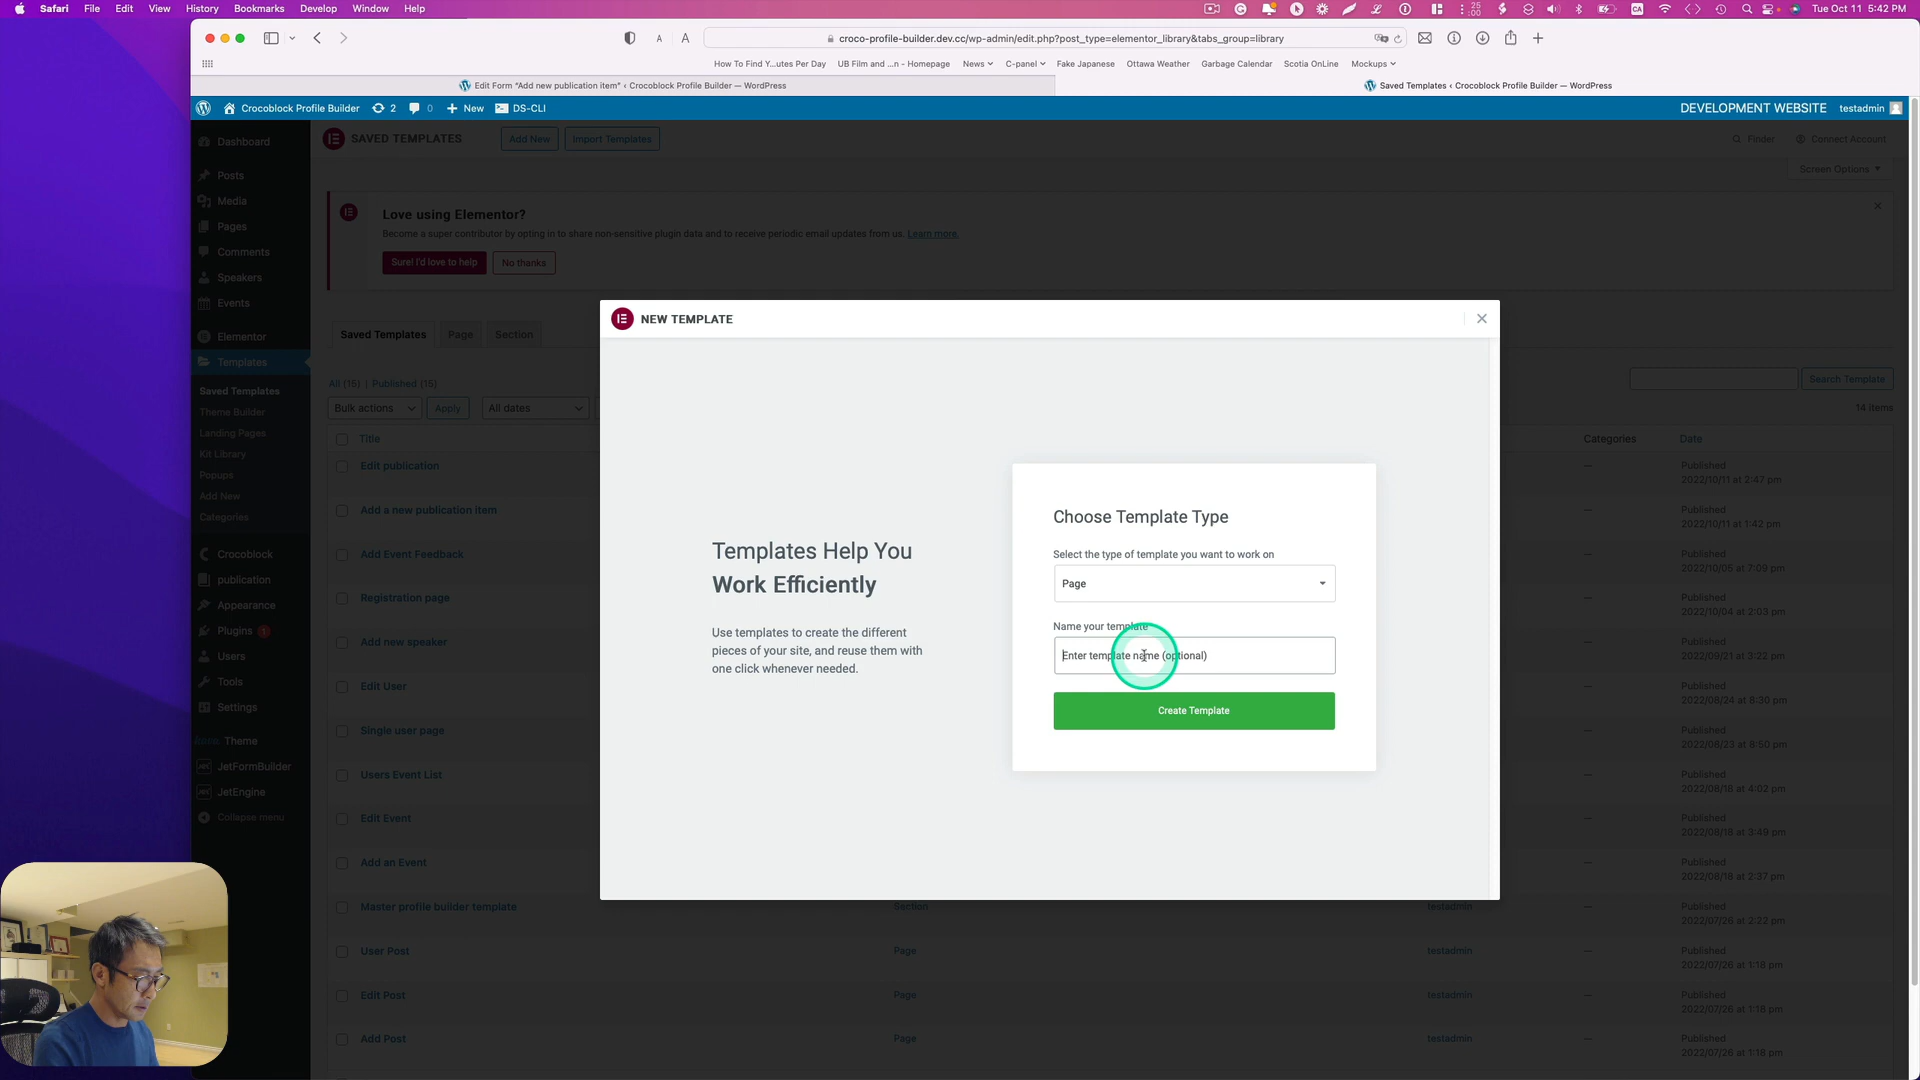 Safari File Edit View History Bookmarks Develop Window Help
25
:00
CA
Tue Oct 11 5:42 PM
A A
croco-profile-builder.dev.cc/wp-admin/edit.php?post_type=elementor_library&tabs_group=library
How To Find Y...utes Per Day UB Film and ...n - Homepage News C-panel Fake Japanese Ottawa Weather Garbage Calendar Scotia OnLine Mockups
Edit Form "Add new publication item" ‹ Crocoblock Profile Builder — WordPress
Saved Templates ‹ Crocoblock Profile Builder — WordPress
Crocoblock Profile Builder 2 0 New DS-CLI
DEVELOPMENT WEBSITE testadmin
Dashboard
Posts
Media
Pages
Comments
Speakers
Events
Elementor
Templates
Saved Templates
Theme Builder
Landing Pages
Kit Library
Popups
Add New
Categories
Crocoblock
publication
Appearance
Plugins 1
Users
Tools
Settings
Theme
JetFormBuilder
JetEngine
Collapse menu
SAVED TEMPLATES Add New Import Templates
Finder Connect Account
Screen Options
Love using Elementor?
Become a super contributor by opting in to share non-sensitive plugin data and to receive periodic email updates from us. Learn more.
Sure! I'd love to help No thanks
Saved Templates Page Section
All (15) | Published (15)
Search Template
Bulk actions Apply All dates
14 items
Title Categories Date
Edit publication — Published
2022/10/11 at 2:47 pm
Add a new publication item — Published
2022/10/11 at 1:42 pm
Add Event Feedback — Published
2022/10/05 at 7:09 pm
Registration page — Published
2022/10/04 at 2:03 pm
Add new speaker — Published
2022/09/21 at 3:22 pm
Edit User — Published
2022/08/24 at 8:30 pm
Single user page — Published
2022/08/23 at 8:50 pm
Users Event List — Published
2022/08/18 at 4:02 pm
Edit Event — Published
2022/08/18 at 3:49 pm
Add an Event — Published
2022/08/18 at 2:37 pm
Master profile builder template Section testadmin — Published
2022/07/26 at 2:22 pm
User Post Page testadmin — Published
2022/07/26 at 1:18 pm
Edit Post Page testadmin — Published
2022/07/26 at 1:18 pm
Add Post Page testadmin — Published
2022/07/26 at 1:18 pm
NEW TEMPLATE
Templates Help You
Work Efficiently
Use templates to create the different
pieces of your site, and reuse them with
one click whenever needed.
Choose Template Type
Select the type of template you want to work on
Page
Name your template
Enter template name (optional)
Create Template